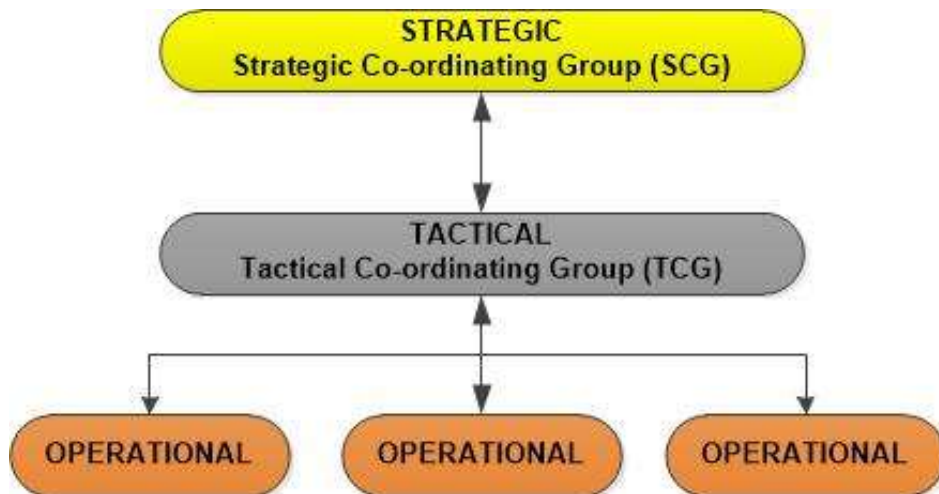 STRATEGIC
Strategic Co-ordinating Group (SCG)
TACTICAL
Tactical Co-ordinating Group (TCG)
OPERATIONAL
OPERATIONAL
OPERATIONAL